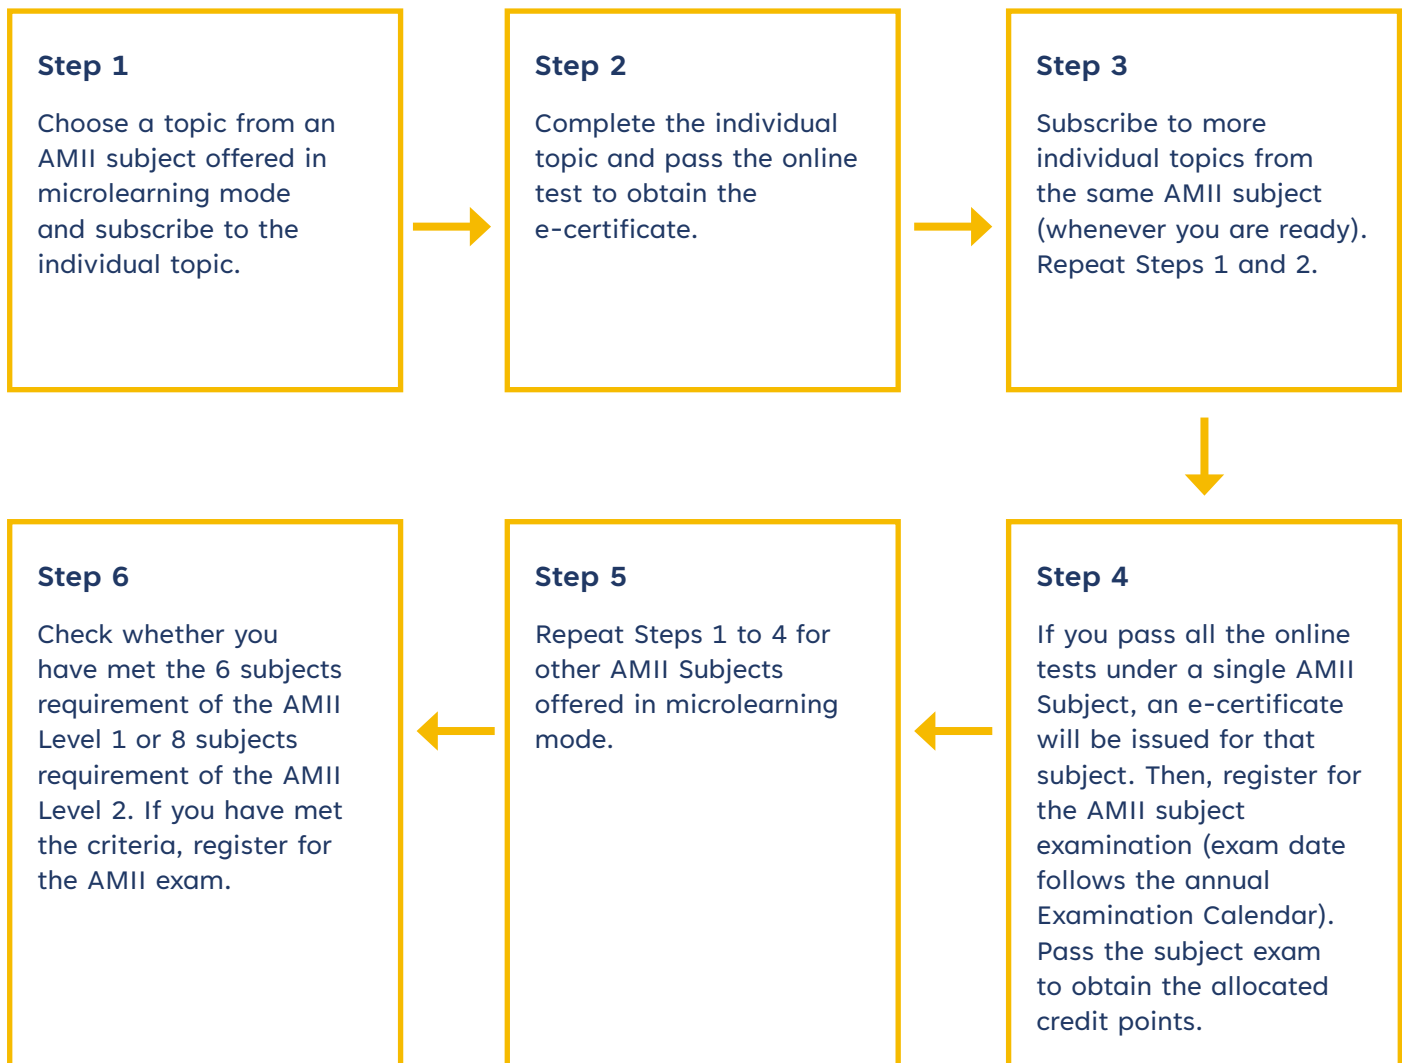 Step 1
Choose a topic from an
AMII subject offered in
microlearning mode
and subscribe to the
individual topic.
Step 2
Complete the individual
topic and pass the online
test to obtain the
e-certificate.
Step 3
Subscribe to more
individual topics from
the same AMII subject
(whenever you are ready).
Repeat Steps 1 and 2.
Step 4
If you pass all the online
tests under a single AMII
Subject, an e-certificate
will be issued for that
subject. Then, register for
the AMII subject
examination (exam date
follows the annual
Examination Calendar).
Pass the subject exam
to obtain the allocated
credit points.
Step 5
Repeat Steps 1 to 4 for
other AMII Subjects
offered in microlearning
mode.
Step 6
Check whether you
have met the 6 subjects
requirement of the AMII
Level 1 or 8 subjects
requirement of the AMII
Level 2. If you have met
the criteria, register for
the AMII exam.